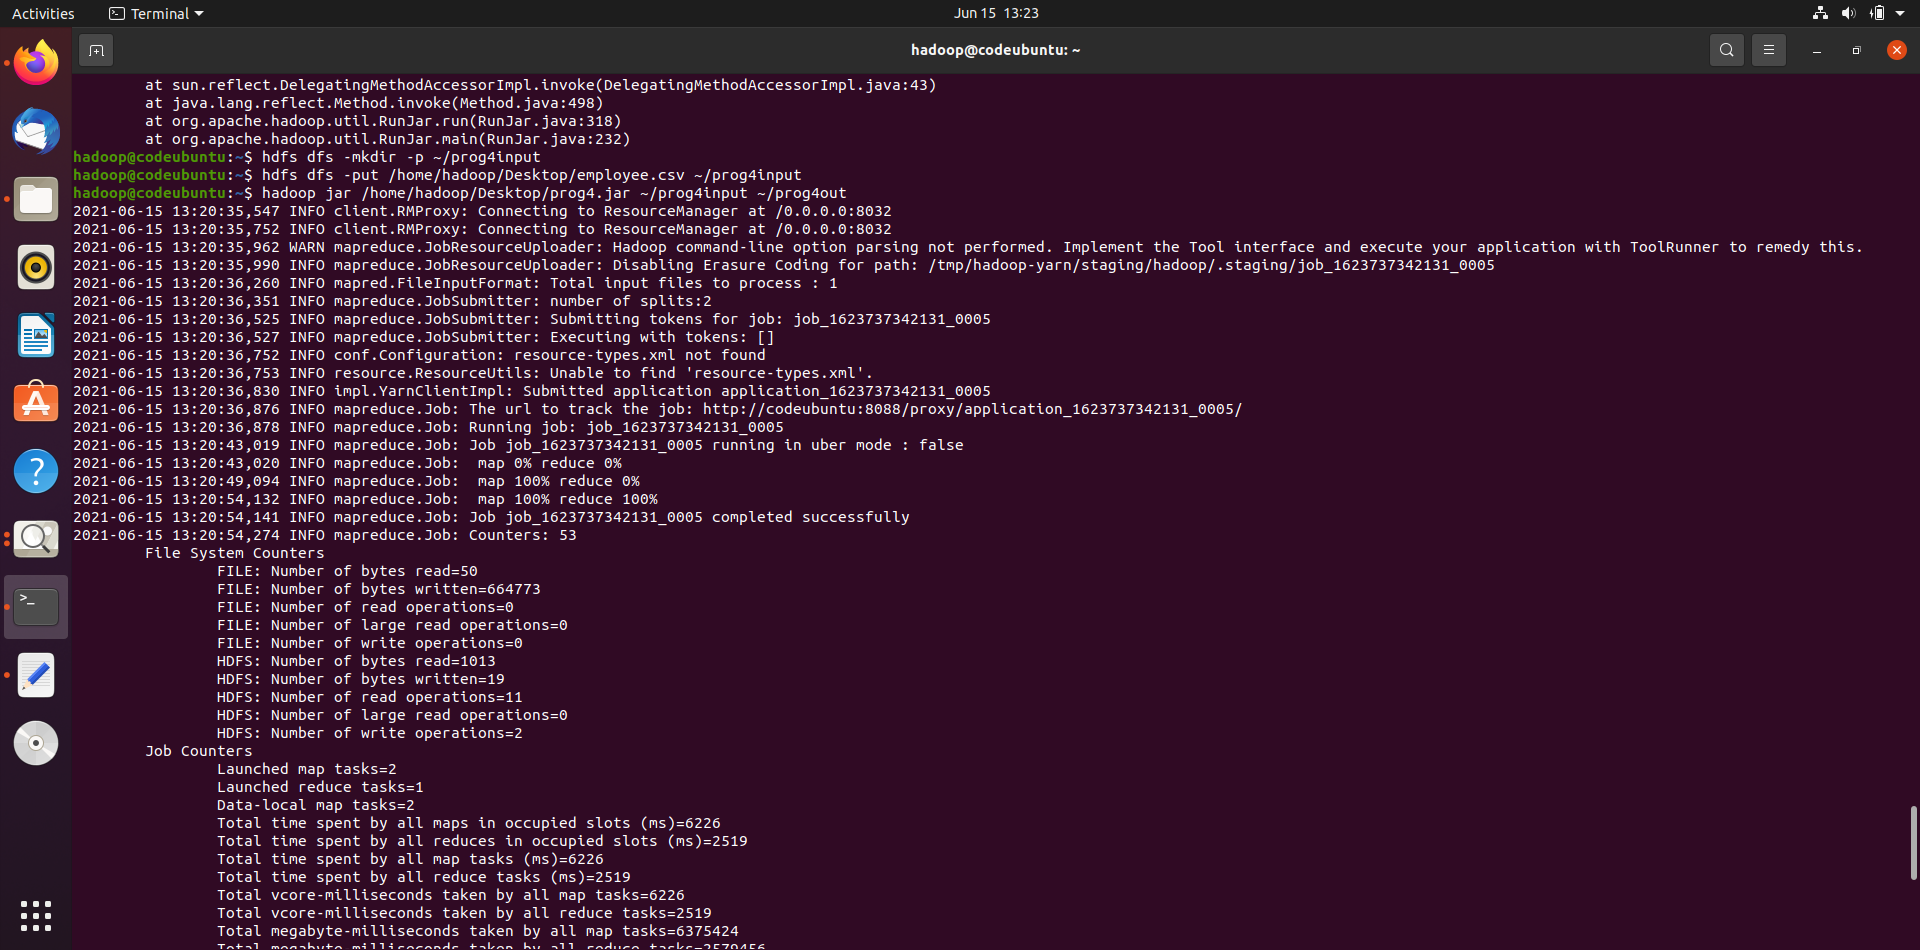 Activities
Terminal
Jun 15 13:23
hadoop@codeubuntu: ~
at sun.reflect.DelegatingMethodAccessorImpl.invoke(DelegatingMethodAccessorImpl.java:43)
at java.lang.reflect.Method.invoke(Method.java:498)
at org.apache.hadoop.util.RunJar.run(RunJar.java:318)
at org.apache.hadoop.util.RunJar.main(RunJar.java:232)
hadoop@codeubuntu:~$ hdfs dfs -mkdir -p ~/prog4input
hadoop@codeubuntu:~$ hdfs dfs -put /home/hadoop/Desktop/employee.csv ~/prog4input
hadoop@codeubuntu:~$ hadoop jar /home/hadoop/Desktop/prog4.jar ~/prog4input ~/prog4out
2021-06-15 13:20:35,547 INFO client.RMProxy: Connecting to ResourceManager at /0.0.0.0:8032
2021-06-15 13:20:35,752 INFO client.RMProxy: Connecting to ResourceManager at /0.0.0.0:8032
2021-06-15 13:20:35,962 WARN mapreduce.JobResourceUploader: Hadoop command-line option parsing not performed. Implement the Tool interface and execute your application with ToolRunner to remedy this.
2021-06-15 13:20:35,990 INFO mapreduce.JobResourceUploader: Disabling Erasure Coding for path: /tmp/hadoop-yarn/staging/hadoop/.staging/job_1623737342131_0005
2021-06-15 13:20:36,260 INFO mapred.FileInputFormat: Total input files to process : 1
2021-06-15 13:20:36,351 INFO mapreduce.JobSubmitter: number of splits:2
2021-06-15 13:20:36,525 INFO mapreduce.JobSubmitter: Submitting tokens for job: job_1623737342131_0005
2021-06-15 13:20:36,527 INFO mapreduce.JobSubmitter: Executing with tokens: []
2021-06-15 13:20:36,752 INFO conf.Configuration: resource-types.xml not found
2021-06-15 13:20:36,753 INFO resource.ResourceUtils: Unable to find 'resource-types.xml'.
2021-06-15 13:20:36,830 INFO impl.YarnClientImpl: Submitted application application_1623737342131_0005
2021-06-15 13:20:36,876 INFO mapreduce.Job: The url to track the job: http://codeubuntu:8088/proxy/application_1623737342131_0005/
2021-06-15 13:20:36,878 INFO mapreduce.Job: Running job: job_1623737342131_0005
2021-06-15 13:20:43,019 INFO mapreduce.Job: Job job_1623737342131_0005 running in uber mode : false
2021-06-15 13:20:43,020 INFO mapreduce.Job:  map 0% reduce 0%
2021-06-15 13:20:49,094 INFO mapreduce.Job:  map 100% reduce 0%
2021-06-15 13:20:54,132 INFO mapreduce.Job:  map 100% reduce 100%
2021-06-15 13:20:54,141 INFO mapreduce.Job: Job job_1623737342131_0005 completed successfully
2021-06-15 13:20:54,274 INFO mapreduce.Job: Counters: 53
File System Counters
FILE: Number of bytes read=50
FILE: Number of bytes written=664773
FILE: Number of read operations=0
FILE: Number of large read operations=0
FILE: Number of write operations=0
HDFS: Number of bytes read=1013
HDFS: Number of bytes written=19
HDFS: Number of read operations=11
HDFS: Number of large read operations=0
HDFS: Number of write operations=2
Job Counters
Launched map tasks=2
Launched reduce tasks=1
Data-local map tasks=2
Total time spent by all maps in occupied slots (ms)=6226
Total time spent by all reduces in occupied slots (ms)=2519
Total time spent by all map tasks (ms)=6226
Total time spent by all reduce tasks (ms)=2519
Total vcore-milliseconds taken by all map tasks=6226
Total vcore-milliseconds taken by all reduce tasks=2519
Total megabyte-milliseconds taken by all map tasks=6375424
Total megabyte-milliseconds taken by all reduce tasks=2579456